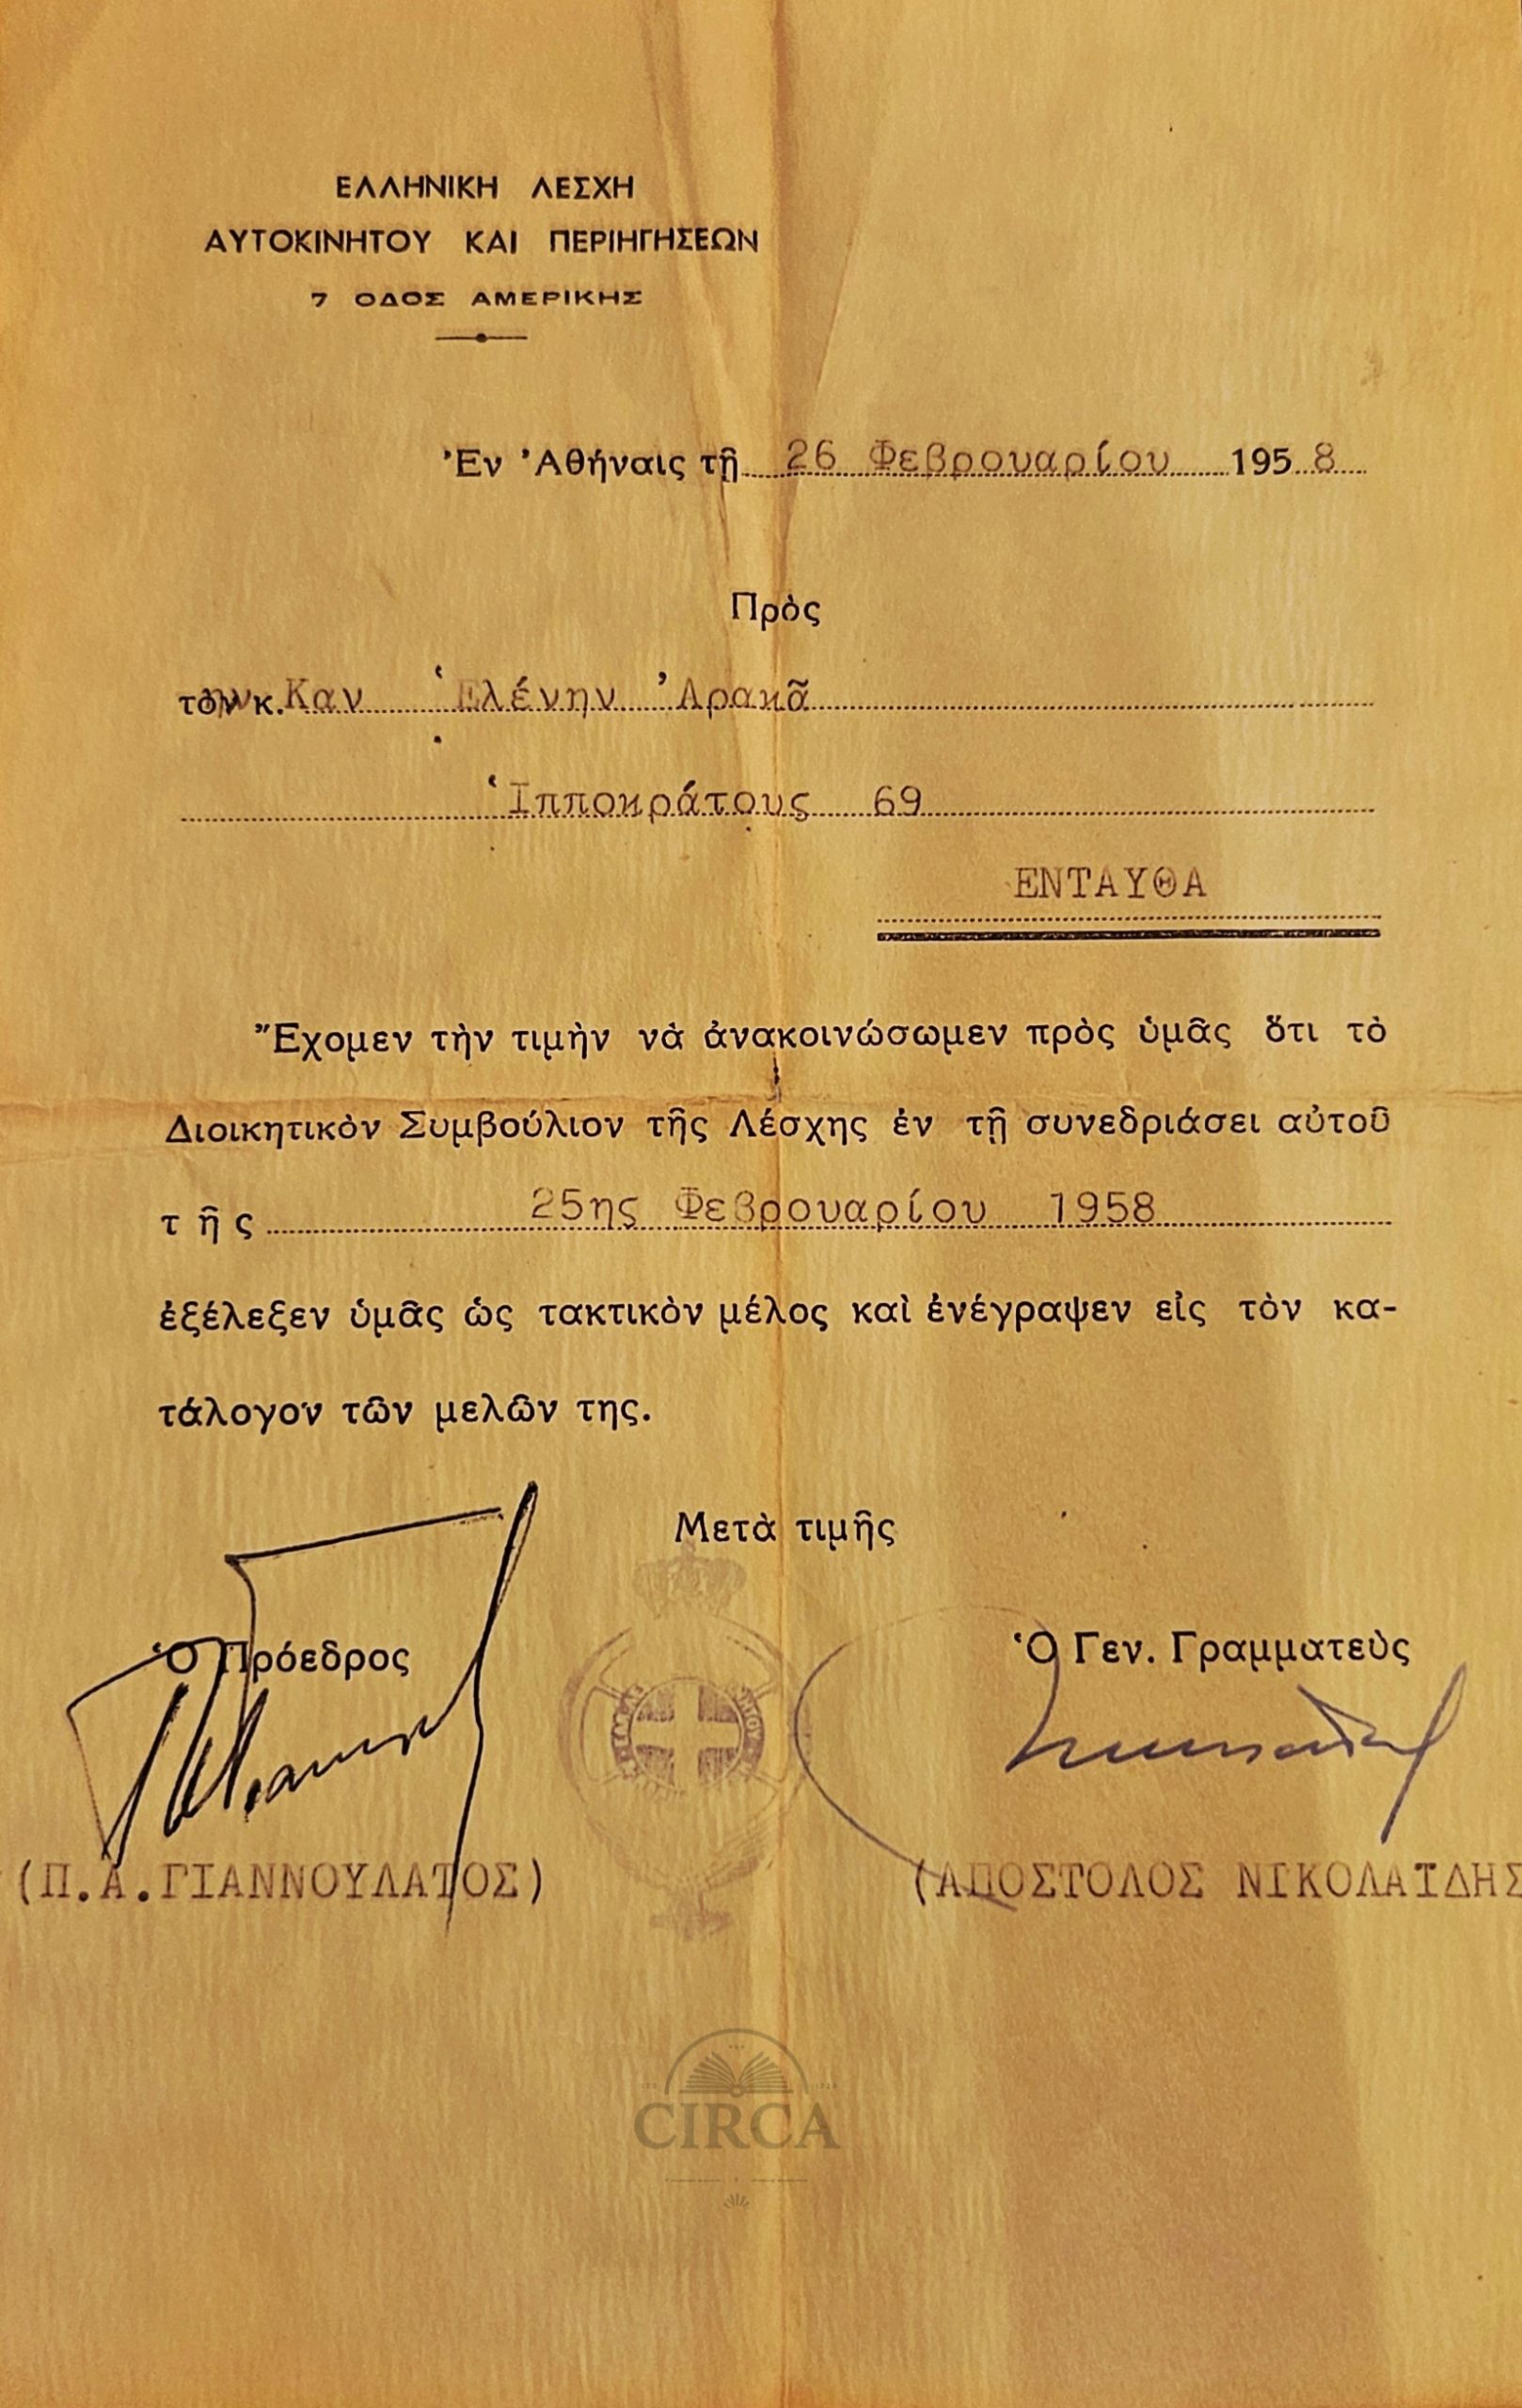 ΕΛΛΗΝΙΚΗ ΛΕΣΧΗ
ΑΥΤΟΚΙΝΗΤΟΥ ΚΑΙ ΠΕΡΙΗΓΗΣΕΩΝ
7 ΟΔΟΣ ΑΜΕΡΙΚΗΣ
Ἐν Ἀθήναις τῇ 26 Φεβρουαρίου 1958
Πρὸς
τὴν κ. Καν Ἑλένην Ἀρακᾶ
Ἱπποκράτους 69
ΕΝΤΑΥΘΑ
Ἔχομεν τὴν τιμὴν νὰ ἀνακοινώσωμεν πρὸς ὑμᾶς ὅτι τὸ
Διοικητικὸν Συμβούλιον τῆς Λέσχης ἐν τῇ συνεδριάσει αὐτοῦ
τῆς 25ης Φεβρουαρίου 1958
ἐξέλεξεν ὑμᾶς ὡς τακτικὸν μέλος καὶ ἐνέγραψεν εἰς τὸν κα-
τάλογον τῶν μελῶν της.
Μετὰ τιμῆς
Ὁ Πρόεδρος
Ὁ Γεν. Γραμματεὺς
(Π.Α.ΓΙΑΝΝΟΥΛΑΤΟΣ)
(ΑΠΟΣΤΟΛΟΣ ΝΙΚΟΛΑΪΔΗΣ
CIRCA